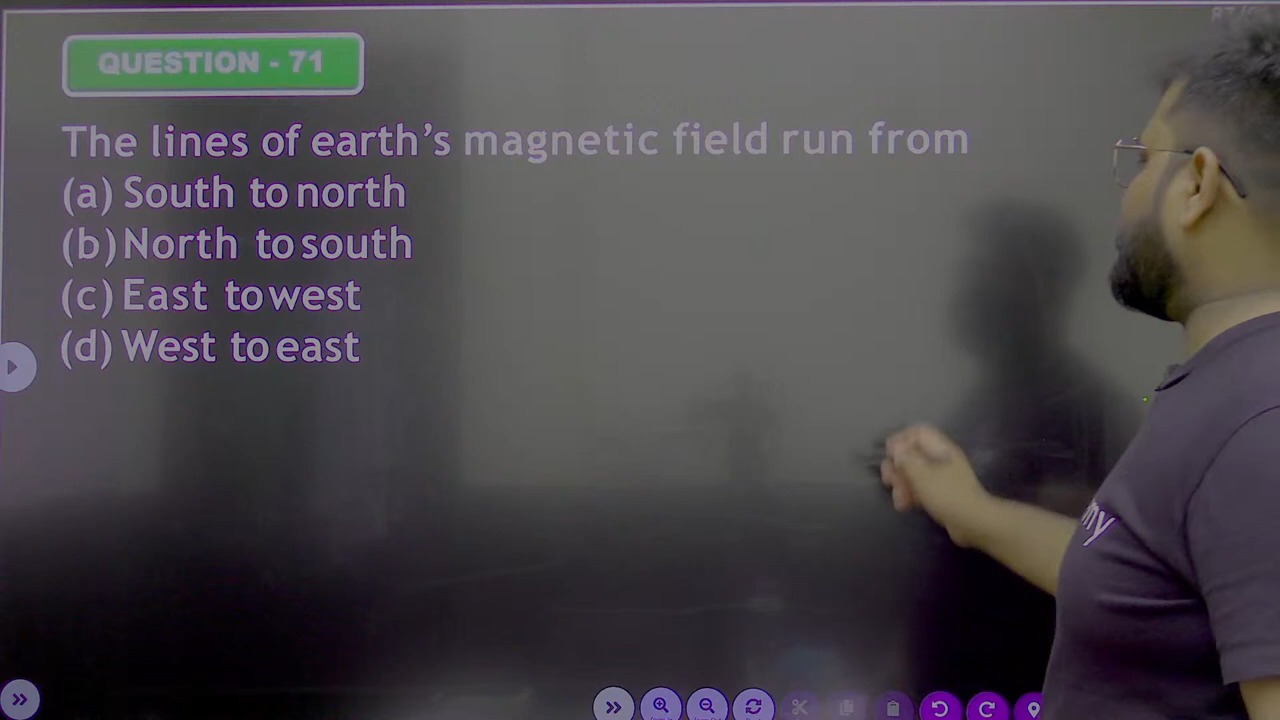 QUESTION - 71
The lines of earth's magnetic field run from
(a) South to north
(b) North to south
(c) East to west
(d) West to east